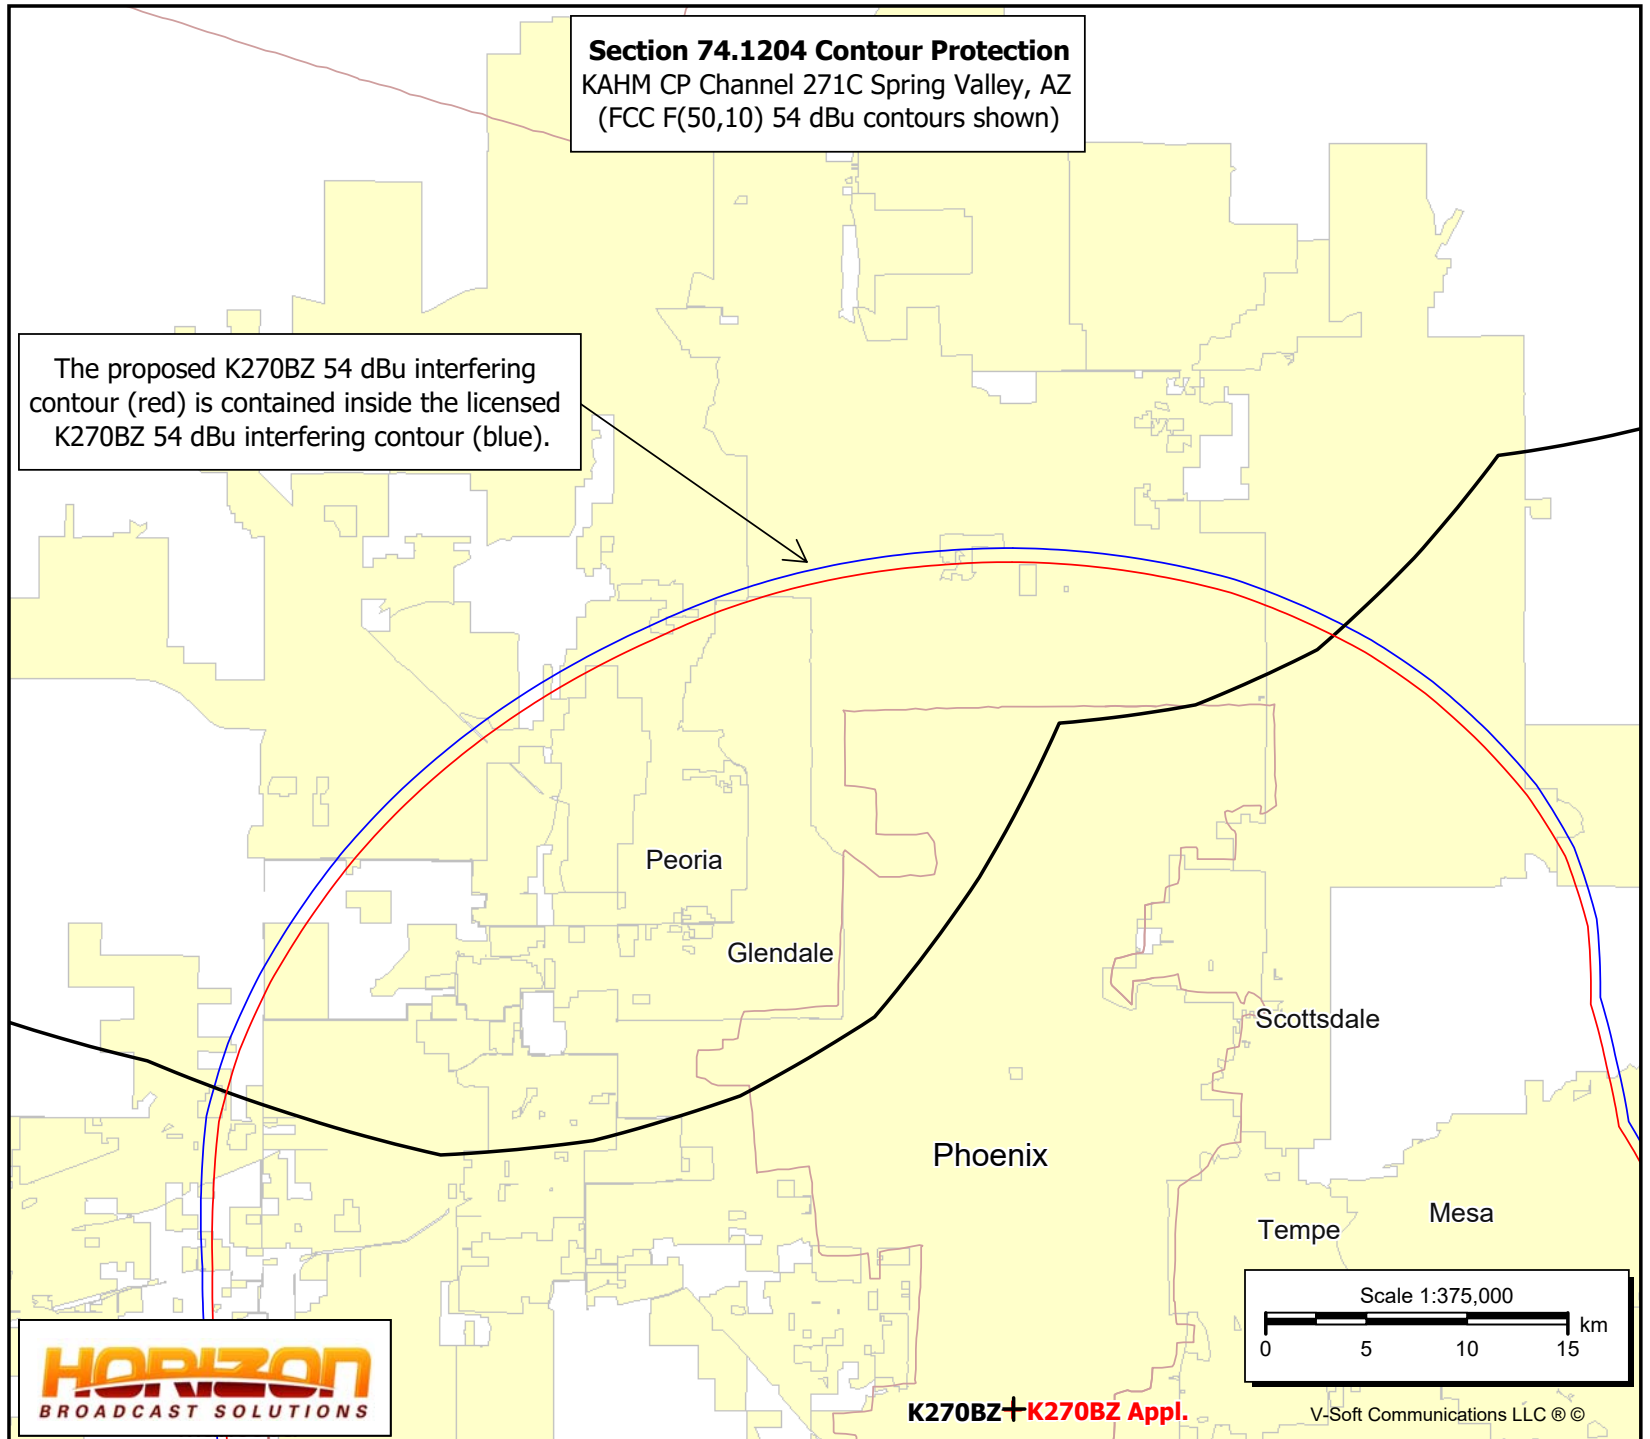 Section 74.1204 Contour Protection
KAHM CP Channel 271C Spring Valley, AZ
(FCC F(50,10) 54 dBu contours shown)
The proposed K270BZ 54 dBu interfering
contour (red) is contained inside the licensed
K270BZ 54 dBu interfering contour (blue).
Peoria
Glendale
Scottsdale
Phoenix
Mesa
Tempe
Scale 1:375,000
km
0 5 10 15
HORIZON
BROADCAST SOLUTIONS
K270BZ K270BZ Appl.
V-Soft Communications LLC ® ©